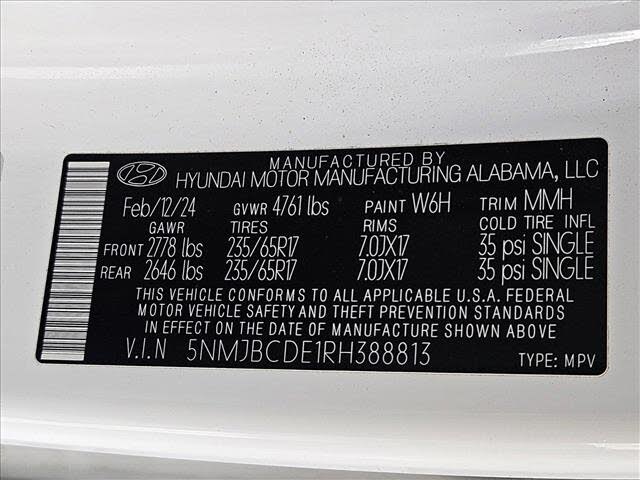 MANUFACTURED BY
HYUNDAI MOTOR MANUFACTURING ALABAMA, LLC
Feb/12/24 GVWR 4761 lbs PAINT W6H TRIM MMH
GAWR TIRES RIMS COLD TIRE INFL
FRONT 2778 lbs 235/65R17 7.0JX17 35 psi SINGLE
REAR 2646 lbs 235/65R17 7.0JX17 35 psi SINGLE
THIS VEHICLE CONFORMS TO ALL APPLICABLE U.S.A. FEDERAL
MOTOR VEHICLE SAFETY AND THEFT PREVENTION STANDARDS
IN EFFECT ON THE DATE OF MANUFACTURE SHOWN ABOVE.
V.I.N 5NMJBCDE1RH388813 TYPE: MPV